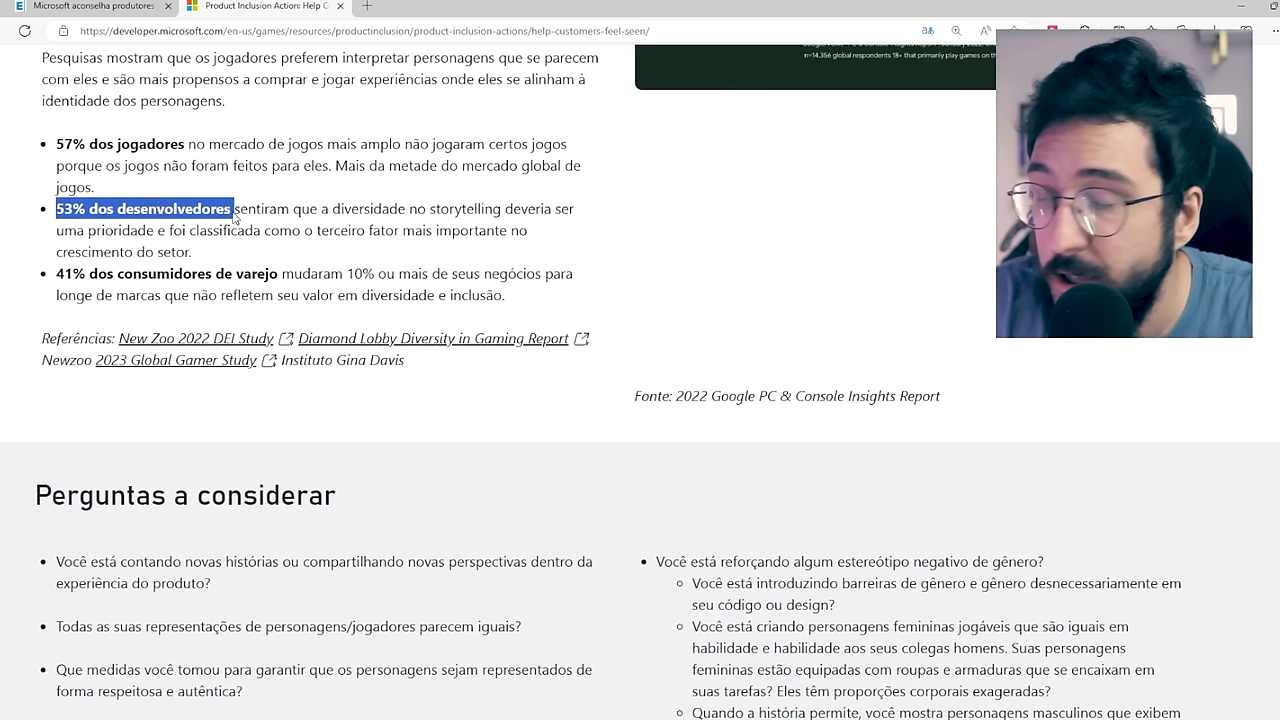 Microsoft aconselha produtores
Product Inclusion Action: Help C
https://developer.microsoft.com/en-us/games/resources/productinclusion/product-inclusion-actions/help-customers-feel-seen/
Pesquisas mostram que os jogadores preferem interpretar personagens que se parecem
com eles e são mais propensos a comprar e jogar experiências onde eles se alinham à
identidade dos personagens.
n=14,356 global respondents 18+ that primarily play games on
• 57% dos jogadores no mercado de jogos mais amplo não jogaram certos jogos
porque os jogos não foram feitos para eles. Mais da metade do mercado global de
jogos.
• 53% dos desenvolvedores sentiram que a diversidade no storytelling deveria ser
uma prioridade e foi classificada como o terceiro fator mais importante no
crescimento do setor.
• 41% dos consumidores de varejo mudaram 10% ou mais de seus negócios para
longe de marcas que não refletem seu valor em diversidade e inclusão.
Referências: New Zoo 2022 DEI Study; Diamond Lobby Diversity in Gaming Report;
Newzoo 2023 Global Gamer Study; Instituto Gina Davis
Fonte: 2022 Google PC & Console Insights Report
Perguntas a considerar
• Você está contando novas histórias ou compartilhando novas perspectivas dentro da
experiência do produto?
• Todas as suas representações de personagens/jogadores parecem iguais?
• Que medidas você tomou para garantir que os personagens sejam representados de
forma respeitosa e autêntica?
• Você está reforçando algum estereótipo negativo de gênero?
○ Você está introduzindo barreiras de gênero e gênero desnecessariamente em
seu código ou design?
○ Você está criando personagens femininas jogáveis que são iguais em
habilidade e habilidade aos seus colegas homens. Suas personagens
femininas estão equipadas com roupas e armaduras que se encaixam em
suas tarefas? Eles têm proporções corporais exageradas?
○ Quando a história permite, você mostra personagens masculinos que exibem